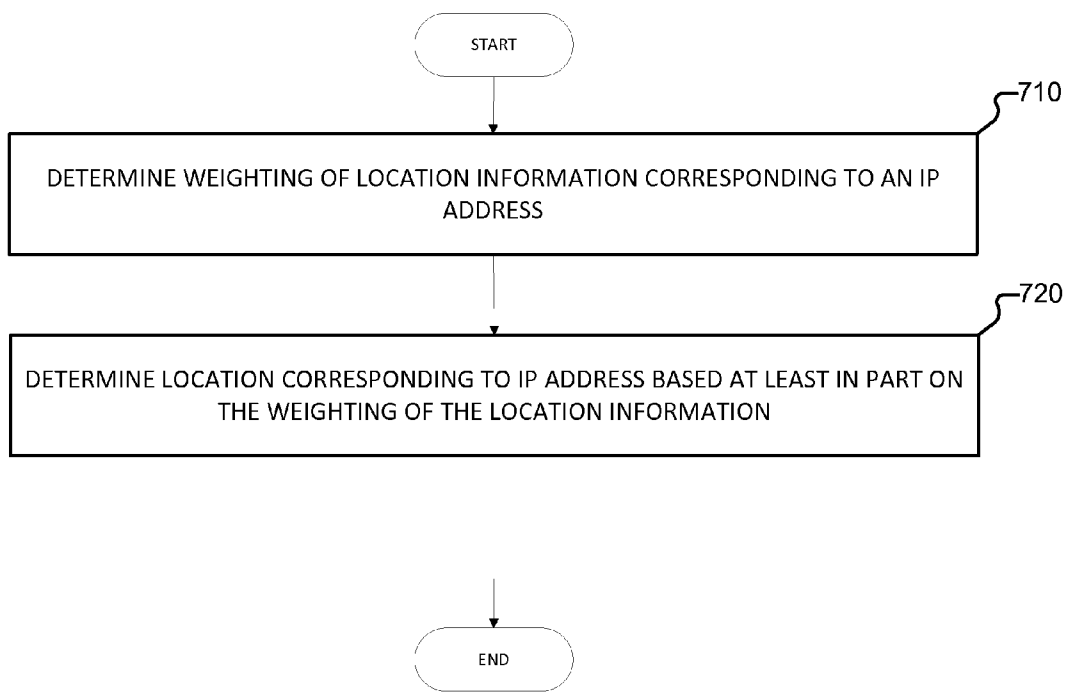 START
710
DETERMINE WEIGHTING OF LOCATION INFORMATION CORRESPONDING TO AN IP
ADDRESS
720
DETERMINE LOCATION CORRESPONDING TO IP ADDRESS BASED AT LEAST IN PART ON
THE WEIGHTING OF THE LOCATION INFORMATION
END